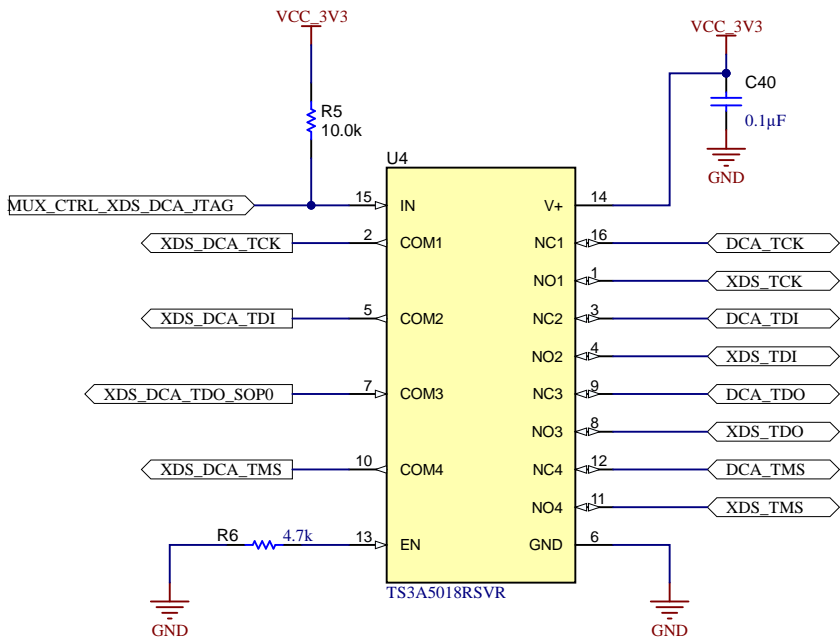 VCC_3V3
VCC_3V3
R5
10.0k
C40
0.1µF
GND
U4
MUX_CTRL_XDS_DCA_JTAG
15
IN
V+
14
XDS_DCA_TCK
2
COM1
NC1
16
DCA_TCK
NO1
1
XDS_TCK
XDS_DCA_TDI
5
COM2
NC2
3
DCA_TDI
NO2
4
XDS_TDI
XDS_DCA_TDO_SOP0
7
COM3
NC3
9
DCA_TDO
NO3
8
XDS_TDO
XDS_DCA_TMS
10
COM4
NC4
12
DCA_TMS
NO4
11
XDS_TMS
R6
4.7k
13
EN
GND
6
TS3A5018RSVR
GND
GND